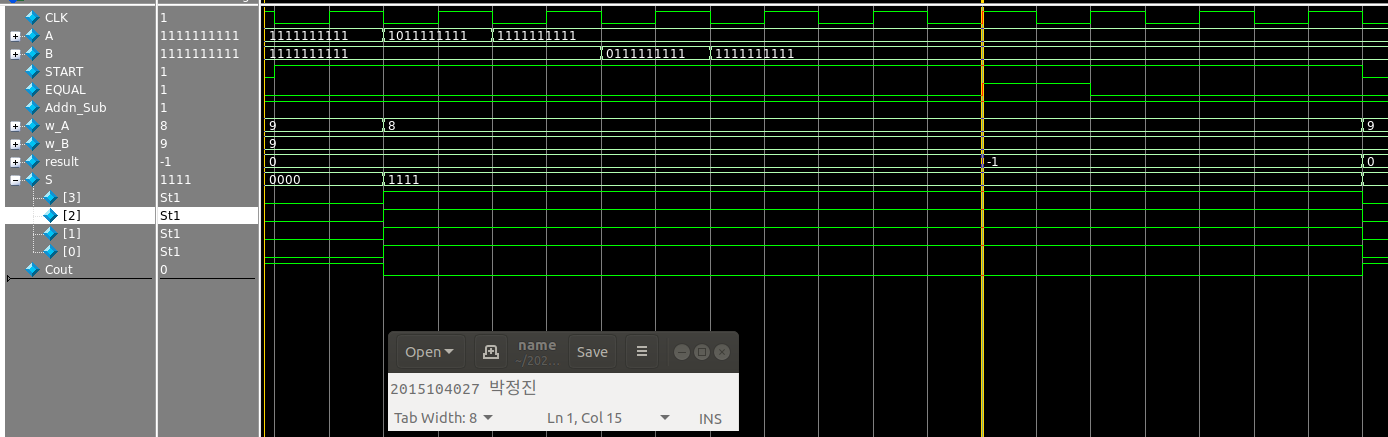 CLK 1
A 1111111111 1111111111 1011111111 1111111111
B 1111111111 1111111111 0111111111 1111111111
START 1
EQUAL 1
Addn_Sub 1
w_A 8 9 8 9
w_B 9 9
result -1 0 -1 0
S 1111 0000 1111
[3] St1
[2] St1
[1] St1
[0] St1
Cout 0
Open name Save
~/202...
2015104027 박정진
Tab Width: 8 Ln 1, Col 15 INS